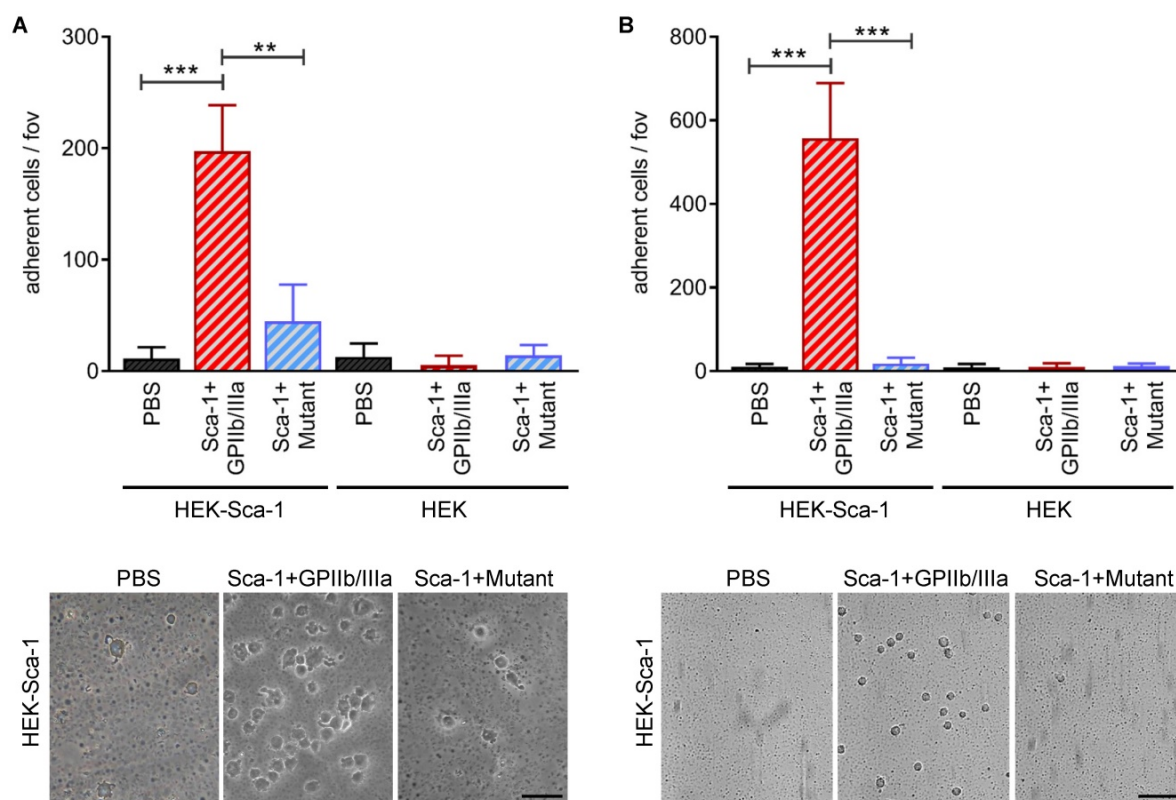 A
300
200
100
0
adherent cells / fov
***
**
PBS
Sca-1+
GPIIb/IIIa
Sca-1+
Mutant
PBS
Sca-1+
GPIIb/IIIa
Sca-1+
Mutant
HEK-Sca-1
HEK
B
800
600
400
200
0
adherent cells / fov
***
***
PBS
Sca-1+
GPIIb/IIIa
Sca-1+
Mutant
PBS
Sca-1+
GPIIb/IIIa
Sca-1+
Mutant
HEK-Sca-1
HEK
PBS
Sca-1+GPIIb/IIIa
Sca-1+Mutant
HEK-Sca-1
PBS
Sca-1+GPIIb/IIIa
Sca-1+Mutant
HEK-Sca-1